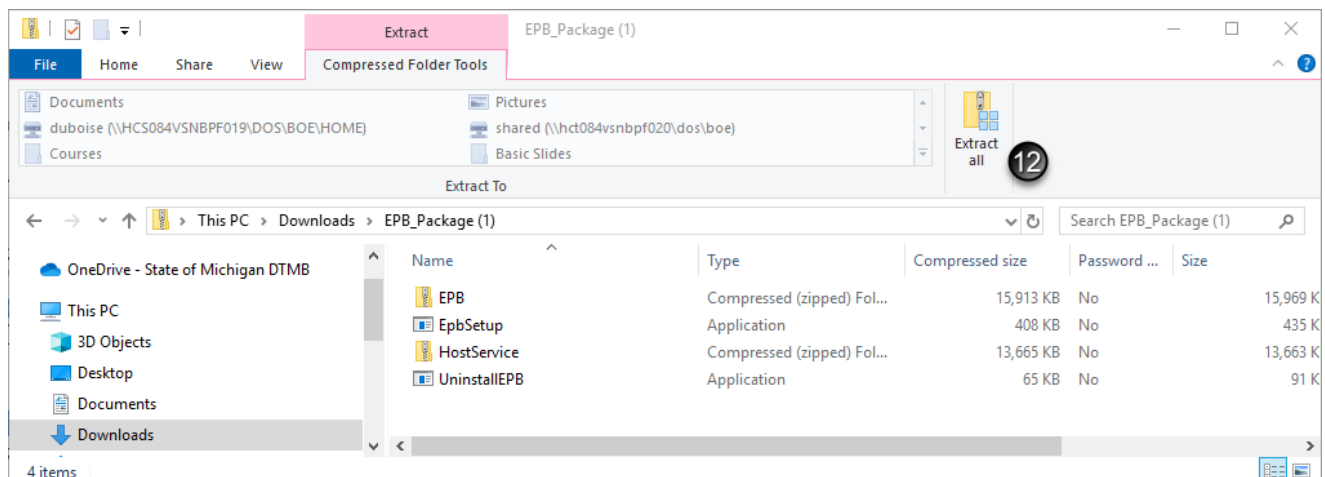 Extract
EPB_Package (1)
File Home Share View Compressed Folder Tools
Documents
Pictures
duboise (\\HCS084VSNBPF019\DOS\BOE\HOME)
shared (\\hct084vsnbpf020\dos\boe)
Courses
Basic Slides
Extract To
Extract
all
12
This PC > Downloads > EPB_Package (1)
Search EPB_Package (1)
OneDrive - State of Michigan DTMB
This PC
3D Objects
Desktop
Documents
Downloads
Name Type Compressed size Password ... Size
EPB Compressed (zipped) Fol... 15,913 KB No 15,969 K
EpbSetup Application 408 KB No 435 K
HostService Compressed (zipped) Fol... 13,665 KB No 13,663 K
UninstallEPB Application 65 KB No 91 K
4 items